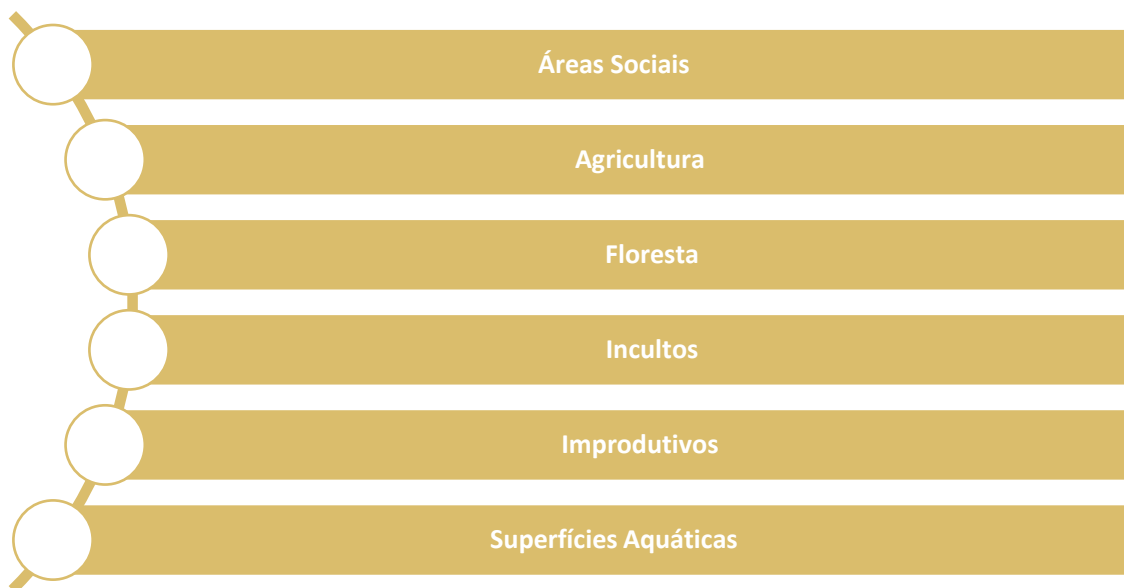 Áreas Sociais
Agricultura
Floresta
Incultos
Improdutivos
Superfícies Aquáticas